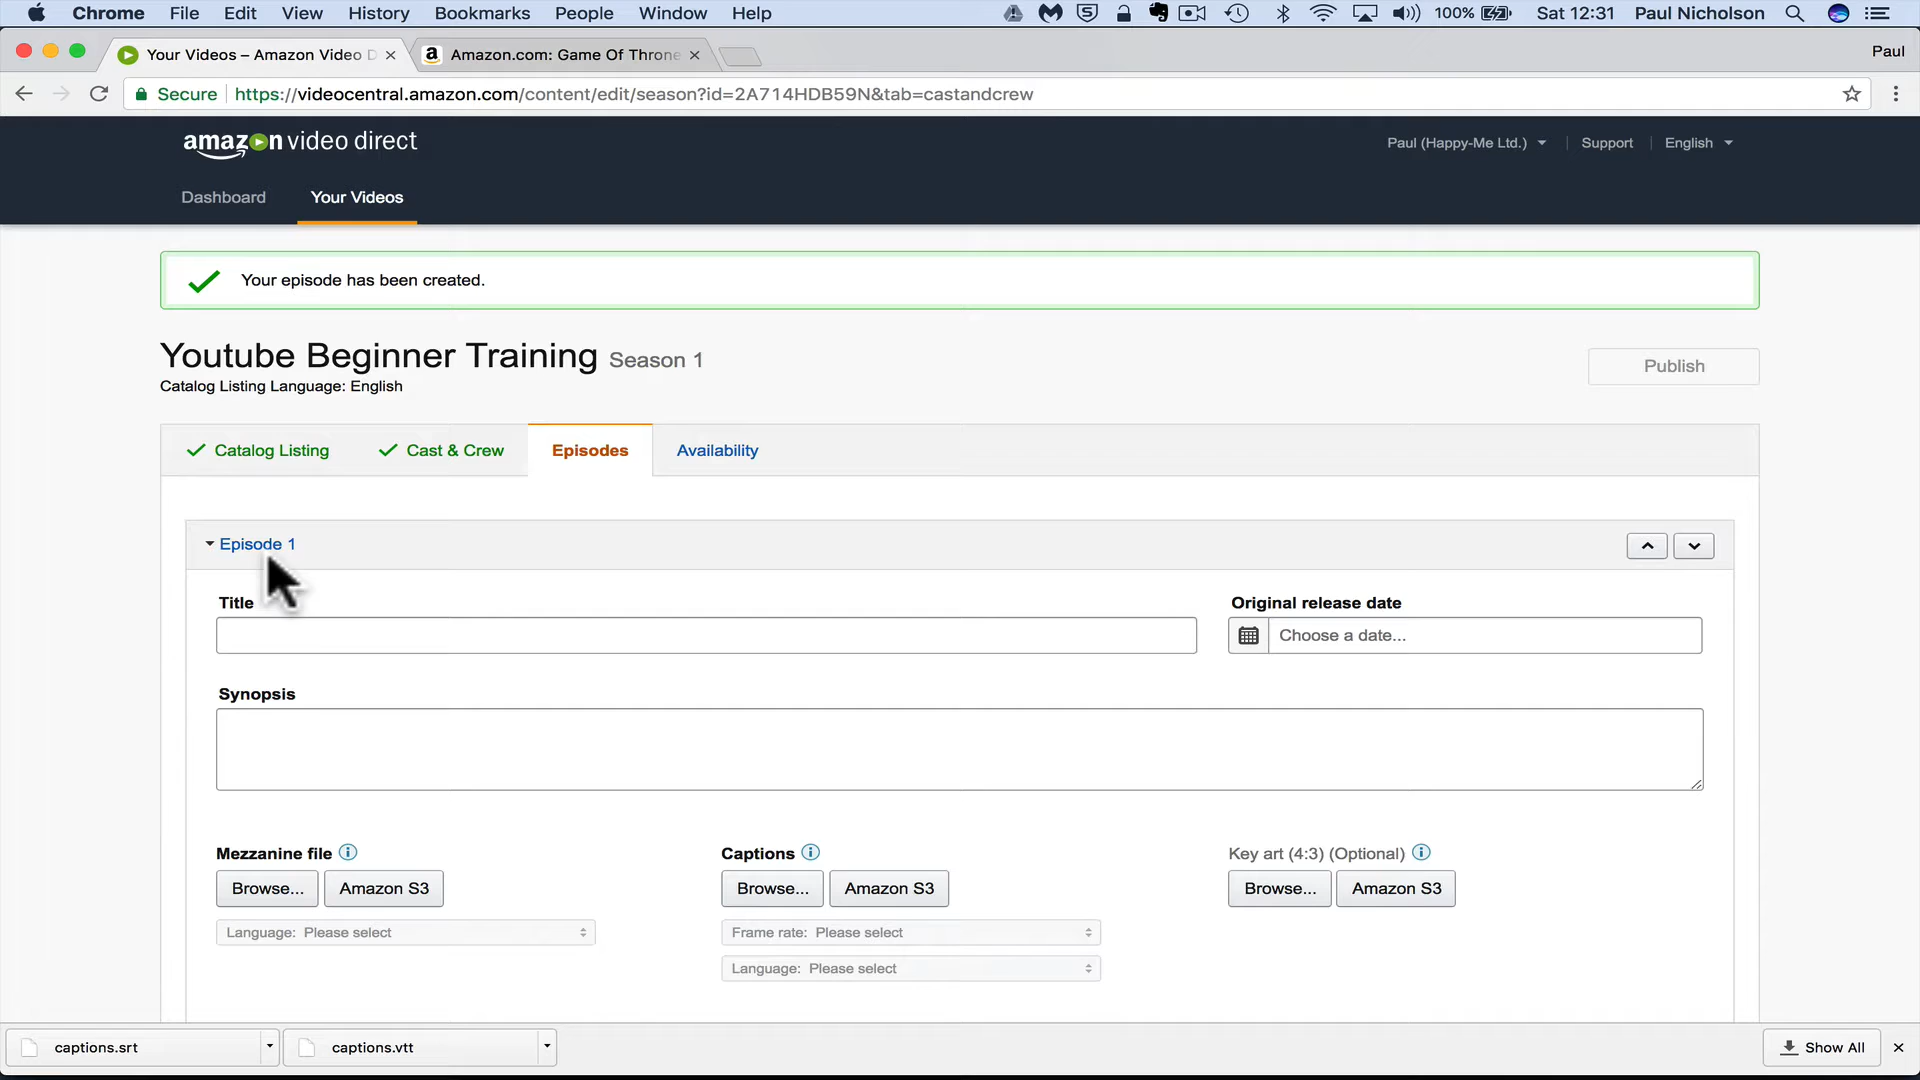 Chrome File Edit View History Bookmarks People Window Help 100% Sat 12:31 Paul Nicholson
Your Videos – Amazon Video D Amazon.com: Game Of Throne Paul
Secure https://videocentral.amazon.com/content/edit/season?id=2A714HDB59N&tab=castandcrew
amazon video direct Paul (Happy-Me Ltd.) Support English
Dashboard Your Videos
Your episode has been created.
Youtube Beginner Training Season 1 Publish
Catalog Listing Language: English
Catalog Listing Cast & Crew Episodes Availability
Episode 1
Title Original release date
Choose a date...
Synopsis
Mezzanine file Captions Key art (4:3) (Optional)
Browse... Amazon S3 Browse... Amazon S3 Browse... Amazon S3
Language: Please select Frame rate: Please select
Language: Please select
captions.srt captions.vtt Show All